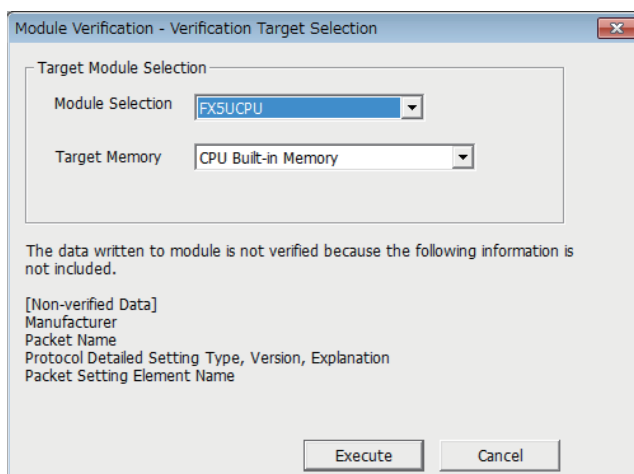 Module Verification - Verification Target Selection
Target Module Selection
Module Selection
FX5UCPU
Target Memory
CPU Built-in Memory
The data written to module is not verified because the following information is
not included.
[Non-verified Data]
Manufacturer
Packet Name
Protocol Detailed Setting Type, Version, Explanation
Packet Setting Element Name
Execute
Cancel